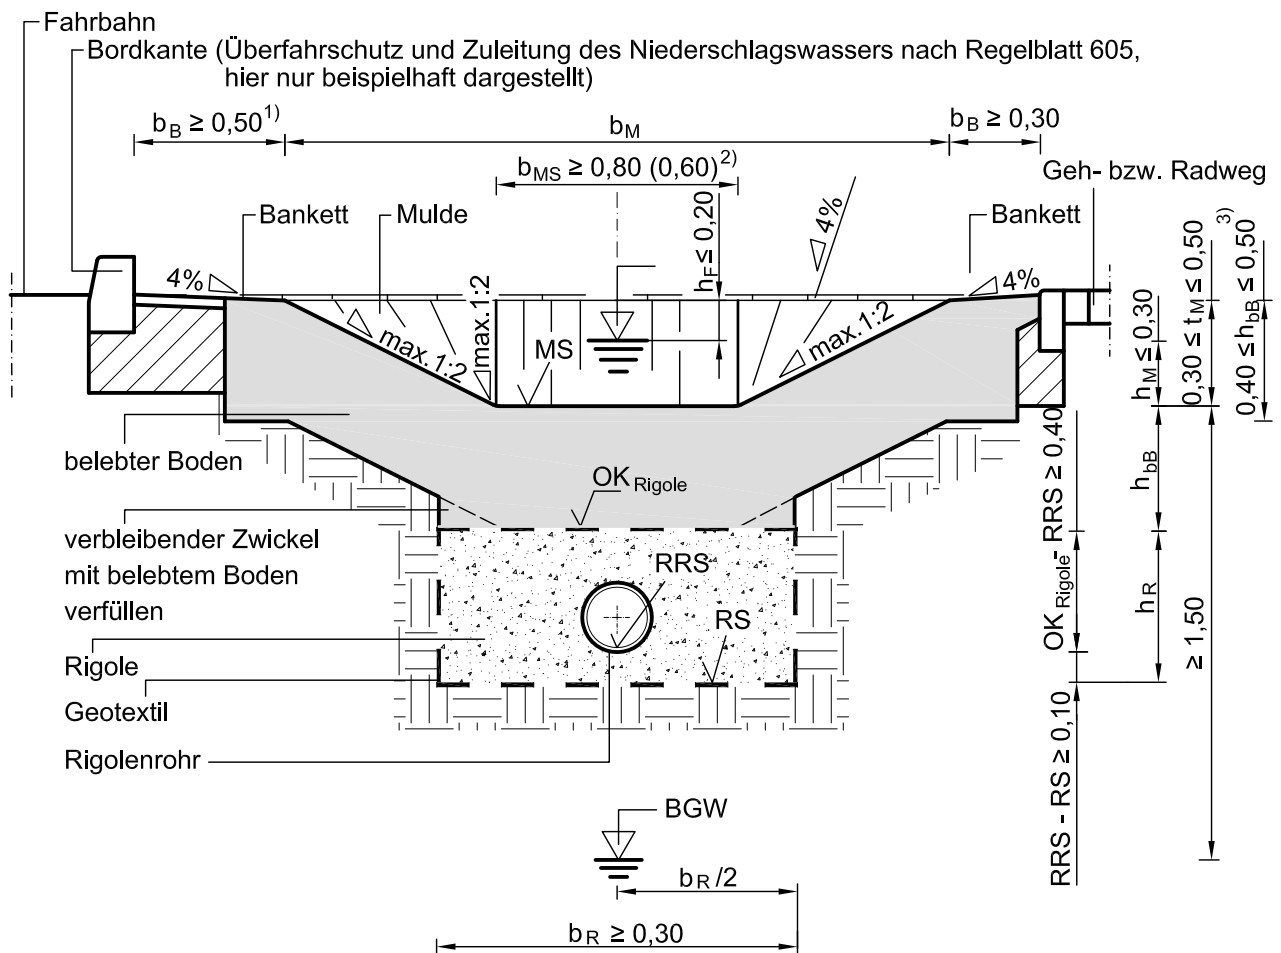 Fahrbahn
Bordkante (Überfahrschutz und Zuleitung des Niederschlagswassers nach Regelblatt 605,
hier nur beispielhaft dargestellt)
b_B ≥ 0,50 1)
b_M
b_B ≥ 0,30
b_MS ≥ 0,80 (0,60) 2)
Geh- bzw. Radweg
Bankett
Mulde
h_F ≤ 0,20
4%
Bankett
4%
4%
max.1:2
max.1:2
max.1:2
MS
h_M ≤ 0,30
0,30 ≤ t_M ≤ 0,50
0,40 ≤ h_bB ≤ 0,50 3)
belebter Boden
OK Rigole
OK Rigole - RRS ≥ 0,40
h_bB
verbleibender Zwickel
mit belebtem Boden
verfüllen
RRS
RS
h_R
≥ 1,50
Rigole
Geotextil
Rigolenrohr
RRS - RS ≥ 0,10
BGW
b_R /2
b_R ≥ 0,30